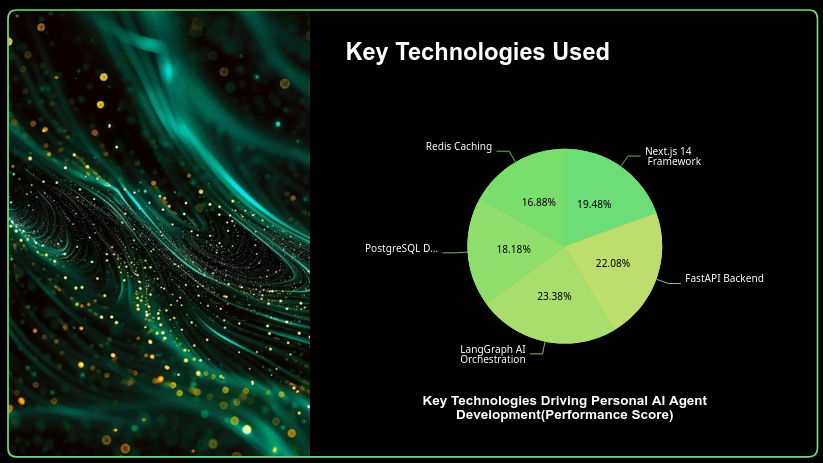 Key Technologies Used
Redis Caching
Next.js 14
Framework
16.88%
19.48%
PostgreSQL D...
18.18%
22.08%
FastAPI Backend
23.38%
LangGraph AI
Orchestration
Key Technologies Driving Personal AI Agent
Development(Performance Score)